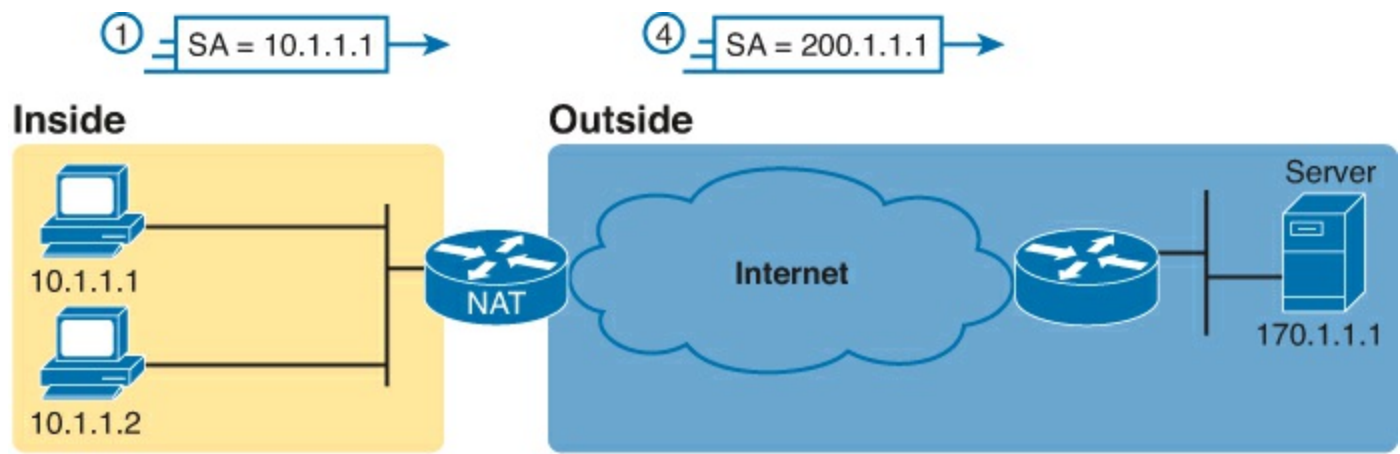 ① SA = 10.1.1.1
④ SA = 200.1.1.1
Inside
Outside
10.1.1.1
10.1.1.2
NAT
Internet
Server
170.1.1.1